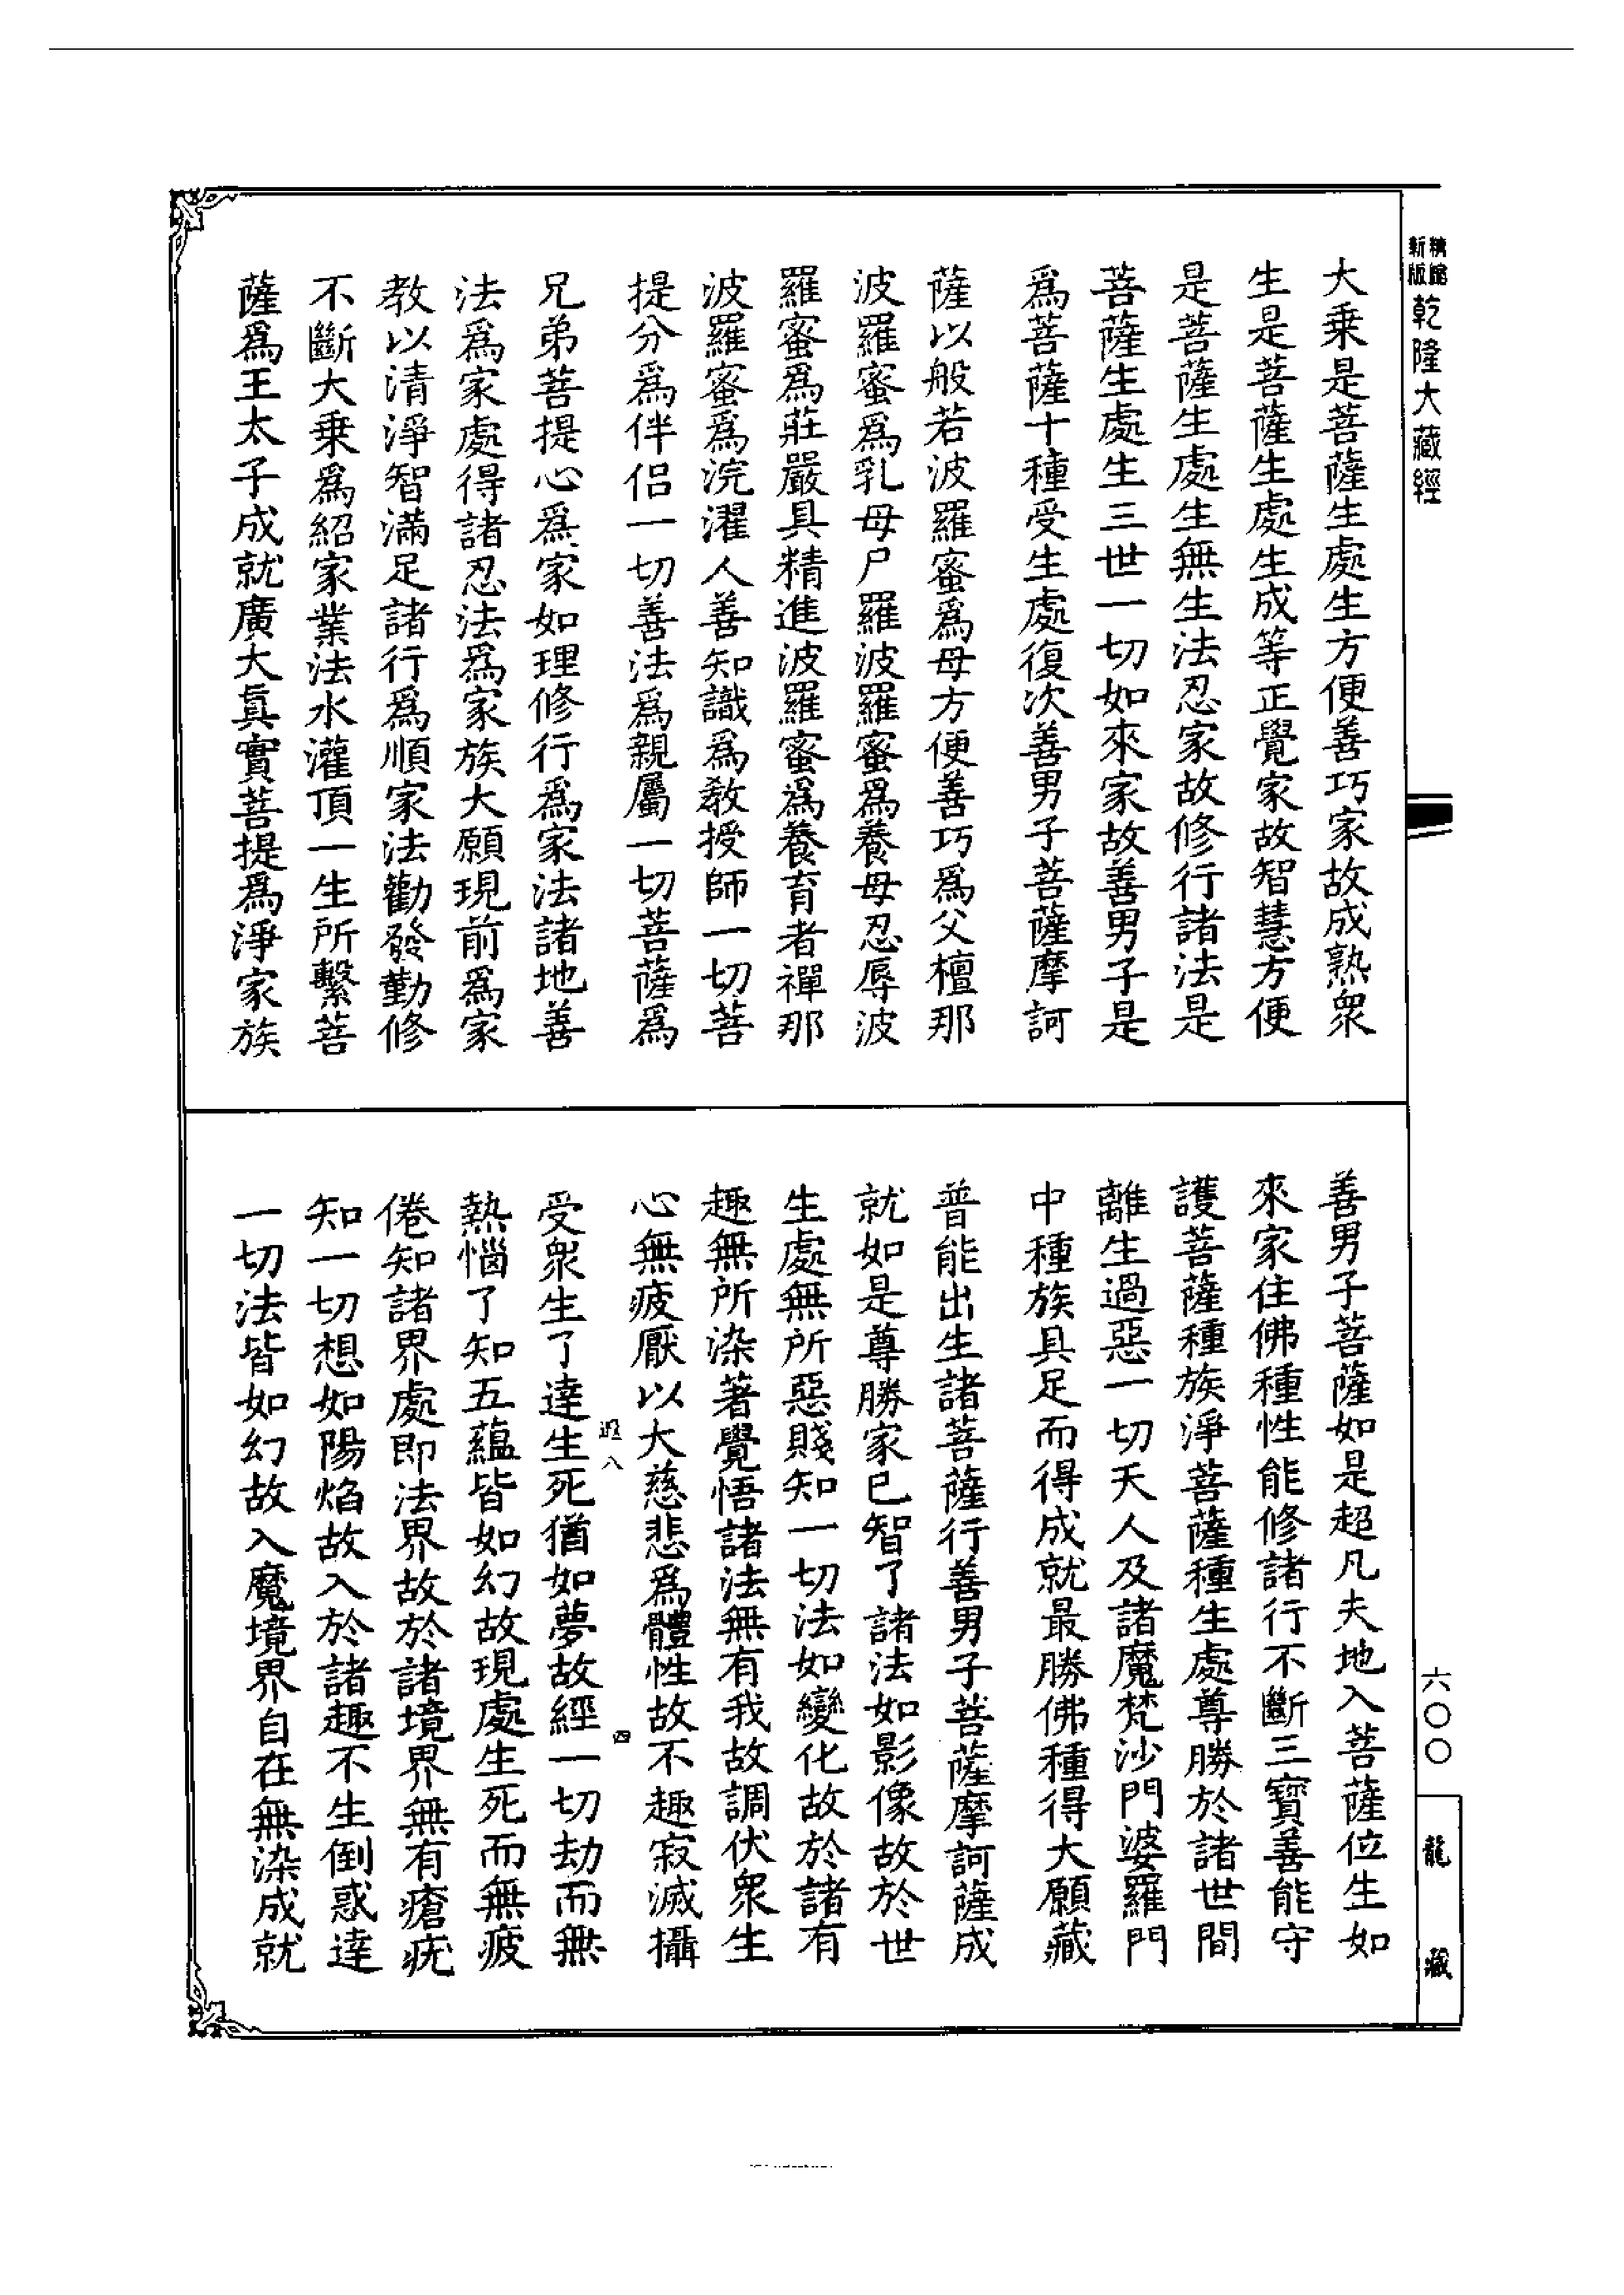 精縮
新版
乾隆大藏經
大乗是菩薩生處生方便善巧家故成熟衆
生是菩薩生處生成等正覺家故智慧方便
是菩薩生處生無生法忍家故修行諸法是
菩薩生處生三世一切如來家故善男子是
爲菩薩十種受生處復次善男子菩薩摩訶
薩以般若波羅蜜爲母方便善巧爲父檀那
波羅蜜爲乳母尸羅波羅蜜爲養母忍辱波
羅蜜爲莊嚴具精進波羅蜜爲養育者禪那
波羅蜜爲浣濯人善知識爲教授師一切菩
提分爲伴侶一切善法爲親屬一切菩薩爲
兄弟菩提心爲家如理修行爲家法諸地善
法爲家處得諸忍法爲家族大願現前爲家
教以清淨智滿足諸行爲順家法勸發勤修
不斷大乗爲紹家業法水灌頂一生所繫菩
薩爲王太子成就廣大真實菩提爲淨家族
善男子菩薩如是超凡夫地入菩薩位生如
來家住佛種性能修諸行不斷三寶善能守
護菩薩種族淨菩薩種生處尊勝於諸世間
離生過惡一切天人及諸魔梵沙門婆羅門
中種族具足而得成就最勝佛種得大願藏
普能出生諸菩薩行善男子菩薩摩訶薩成
就如是尊勝家已智了諸法如影像故於世
生處無所惡賤知一切法如變化故於諸有
趣無所染著覺悟諸法無有我故調伏衆生
心無疲厭以大慈悲爲體性故不趣寂滅攝
八 四
受衆生了達生死猶如夢故經一切劫而無
熱惱了知五蘊皆如幻故現處生死而無疲
倦知諸界處即法界故於諸境界無有瘡疣
知一切想如陽焰故入於諸趣不生倒惑達
一切法皆如幻故入魔境界自在無染成就
六〇〇
龍藏